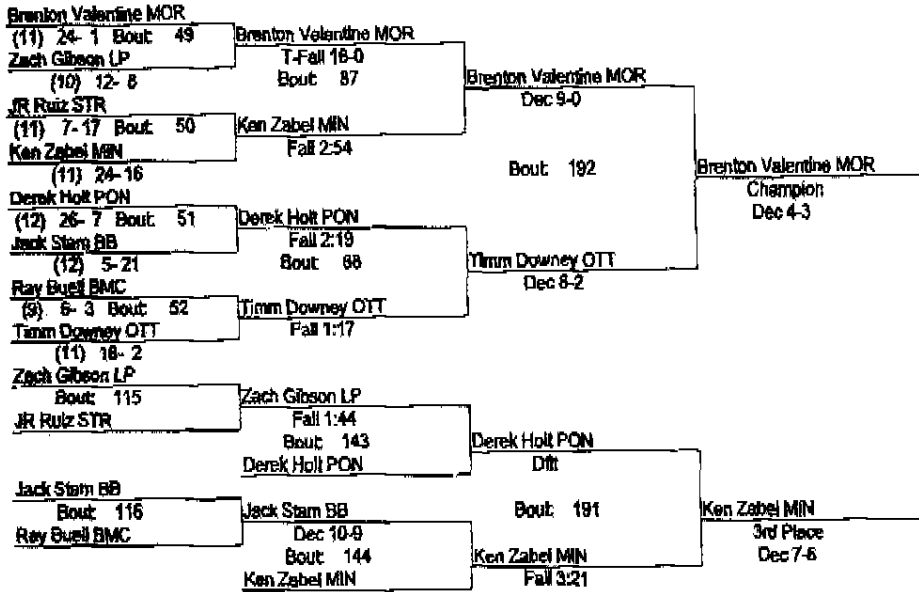 Brenton Valentine MOR
(11) 24- 1 Bout: 49
Brenton Valentine MOR
Zach Gibson LP
T-Fall 16-0
(10) 12- 8
Bout: 87
Brenton Valentine MOR
Dec 9-0
JR Ruiz STR
(11) 7-17 Bout: 50
Ken Zabel MIN
Ken Zabel MIN
Fall 2:54
(11) 24-16
Bout: 192
Brenton Valentine MOR
Champion
Dec 4-3
Derek Holt PON
(12) 26- 7 Bout: 51
Derek Holt PON
Jack Stam BB
Fall 2:19
(12) 5-21
Bout: 88
Timm Downey OTT
Dec 8-2
Ray Buell BMC
(9) 6- 3 Bout: 52
Timm Downey OTT
Timm Downey OTT
Fall 1:17
(11) 18- 2
Zach Gibson LP
Bout: 115
Zach Gibson LP
JR Ruiz STR
Fall 1:44
Bout: 143
Derek Holt PON
Derek Holt PON
Dflt
Jack Stam BB
Bout: 116
Jack Stam BB
Bout: 191
Ken Zabel MIN
Ray Buell BMC
Dec 10-9
3rd Place
Bout: 144
Dec 7-6
Ken Zabel MIN
Ken Zabel MIN
Fall 3:21